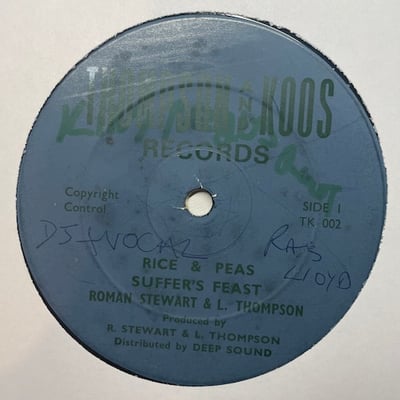 THOMPSON & KOOS
RECORDS
Copyright
Control
SIDE 1
TK 002
DJ + VOCAL
RAS
LLOYD
RICE & PEAS
SUFFER'S FEAST
ROMAN STEWART & L. THOMPSON
Produced by
R. STEWART & L. THOMPSON
Distributed by DEEP SOUND